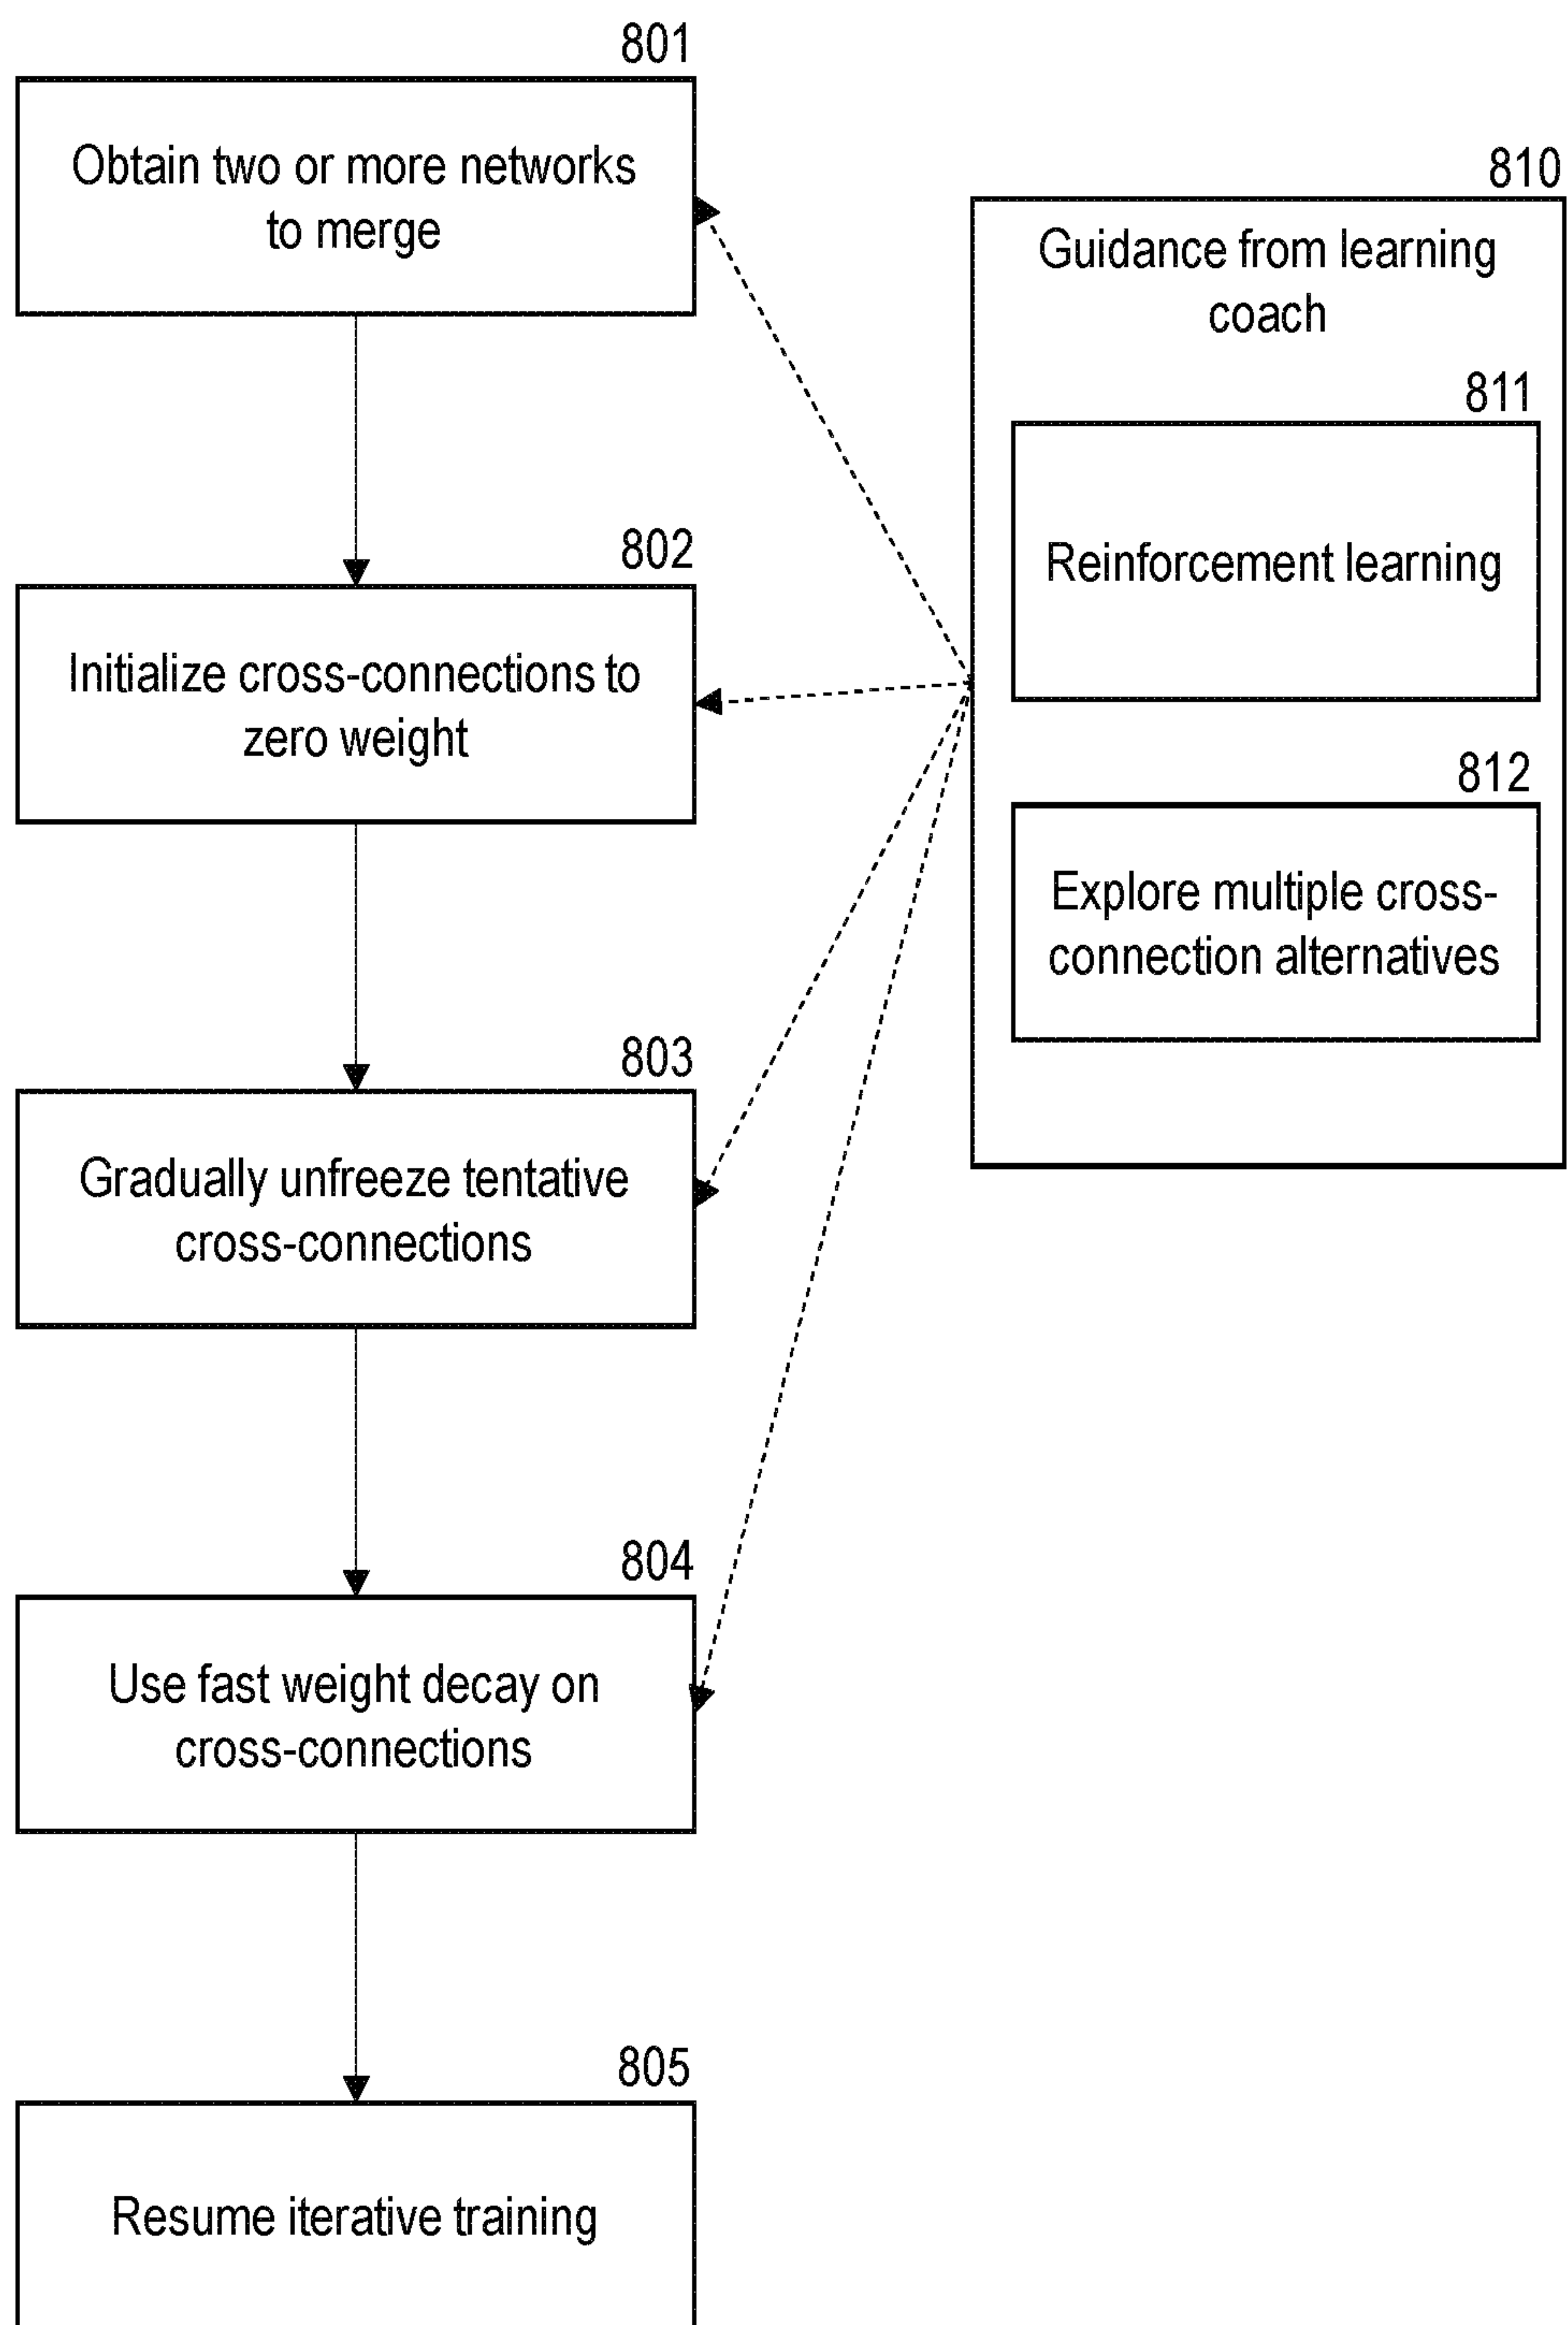 801
Obtain two or more networks
to merge
802
Initialize cross-connections to
zero weight
803
Gradually unfreeze tentative
cross-connections
804
Use fast weight decay on
cross-connections
805
Resume iterative training
810
Guidance from learning
coach
811
Reinforcement learning
812
Explore multiple cross-
connection alternatives